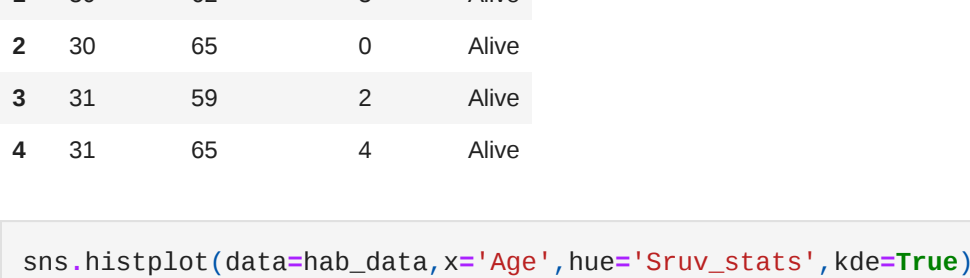 2 30 65 0 Alive
3 31 59 2 Alive
4 31 65 4 Alive
sns.histplot(data=hab_data,x='Age',hue='Sruv_stats',kde=True)